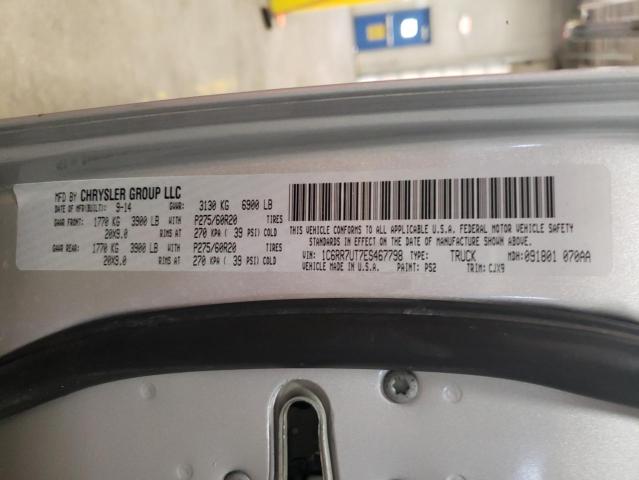 MFD BY CHRYSLER GROUP LLC
DATE OF MFR(BUILT): 9-14 GVWR: 3130 KG 6900 LB
GAWR FRONT: 1770 KG 3900 LB WITH P275/60R20 TIRES
20X9.0 RIMS AT 270 KPA ( 39 PSI) COLD
GAWR REAR: 1770 KG 3900 LB WITH P275/60R20 TIRES
20X9.0 RIMS AT 270 KPA ( 39 PSI) COLD
THIS VEHICLE CONFORMS TO ALL APPLICABLE U.S.A. FEDERAL MOTOR VEHICLE SAFETY
STANDARDS IN EFFECT ON THE DATE OF MANUFACTURE SHOWN ABOVE.
VIN: 1C6RR7UT7ES467798 TYPE: TRUCK MDH: 091801 070AA
VEHICLE MADE IN U.S.A. PAINT: PS2 TRIM: CJX9